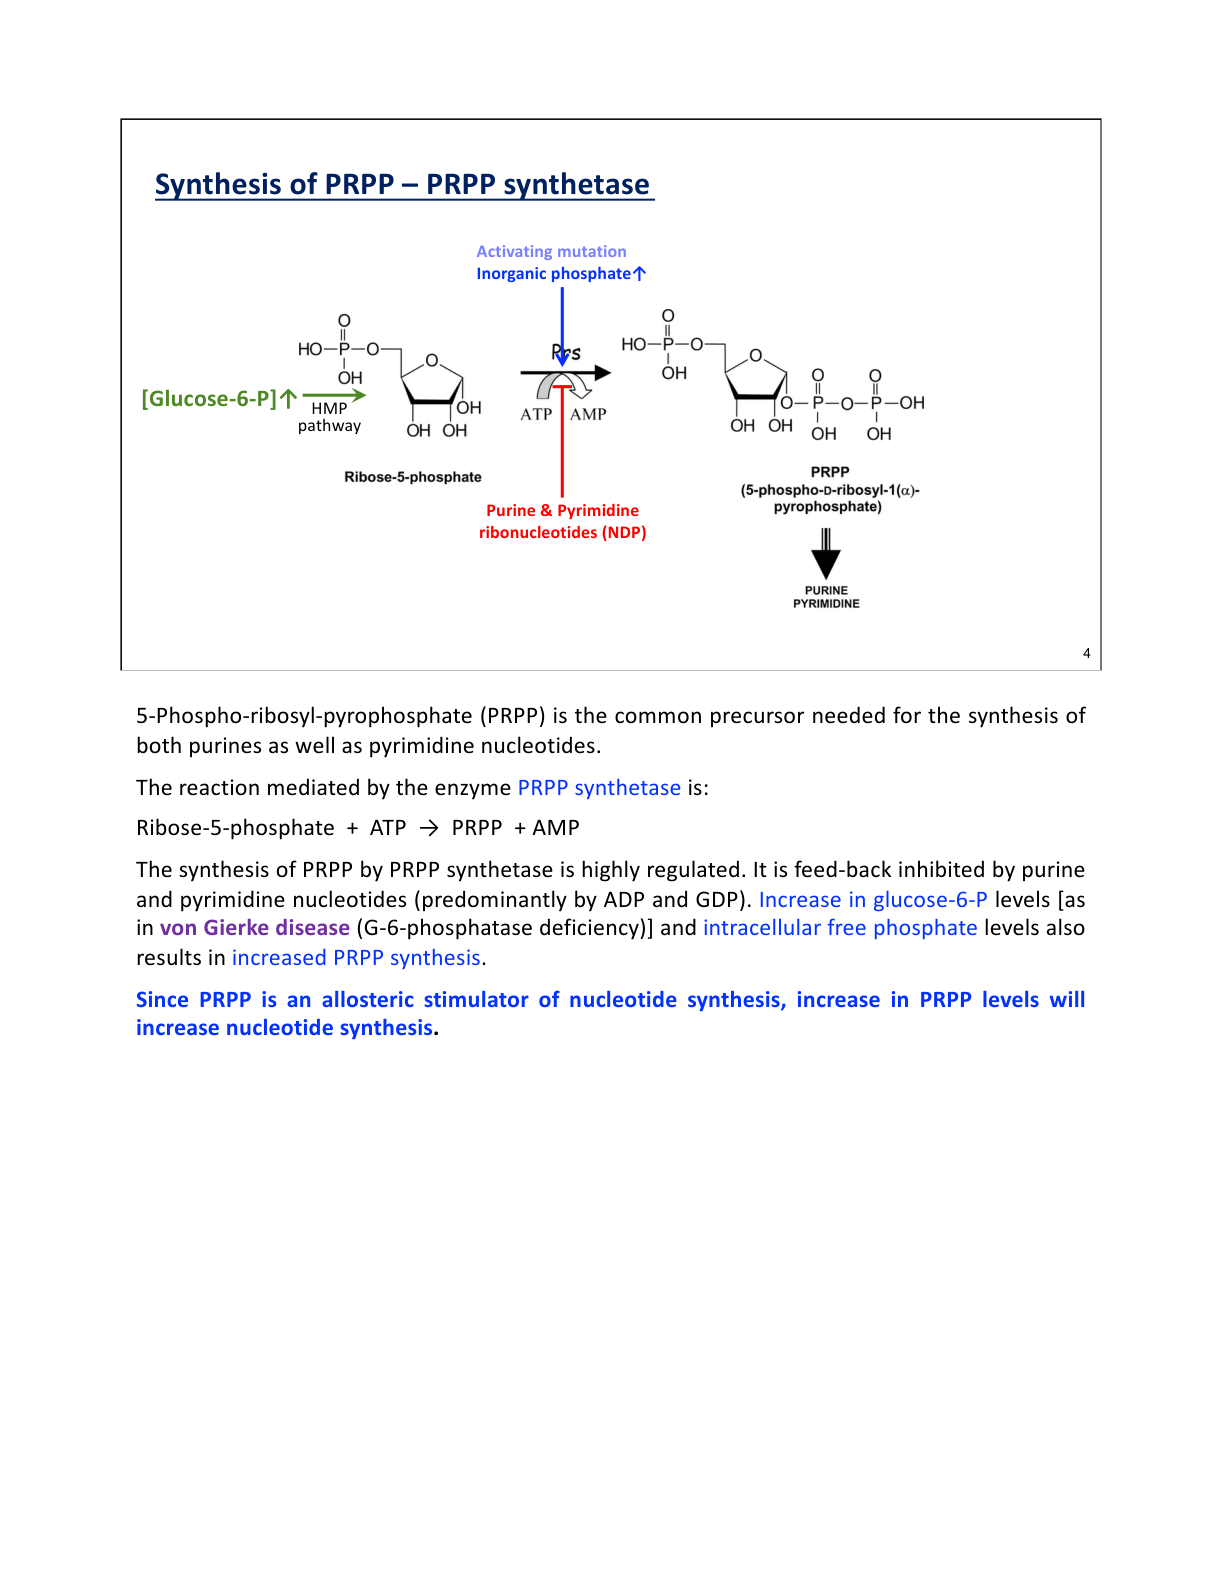 Synthesis of PRPP – PRPP synthetase
Activating mutation
Inorganic phosphate↑
[Glucose-6-P]↑
HMP
pathway
O
HO–P–O
OH
O
OH
OH OH
Ribose-5-phosphate
Prs
ATP AMP
Purine & Pyrimidine
ribonucleotides (NDP)
O
HO–P–O
OH
O
O O
O–P–O–P–OH
OH OH
OH OH
PRPP
(5-phospho-D-ribosyl-1(α)-
pyrophosphate)
PURINE
PYRIMIDINE
4
5-Phospho-ribosyl-pyrophosphate (PRPP) is the common precursor needed for the synthesis of
both purines as well as pyrimidine nucleotides.
The reaction mediated by the enzyme PRPP synthetase is:
Ribose-5-phosphate + ATP → PRPP + AMP
The synthesis of PRPP by PRPP synthetase is highly regulated. It is feed-back inhibited by purine
and pyrimidine nucleotides (predominantly by ADP and GDP). Increase in glucose-6-P levels [as
in von Gierke disease (G-6-phosphatase deficiency)] and intracellular free phosphate levels also
results in increased PRPP synthesis.
Since PRPP is an allosteric stimulator of nucleotide synthesis, increase in PRPP levels will
increase nucleotide synthesis.